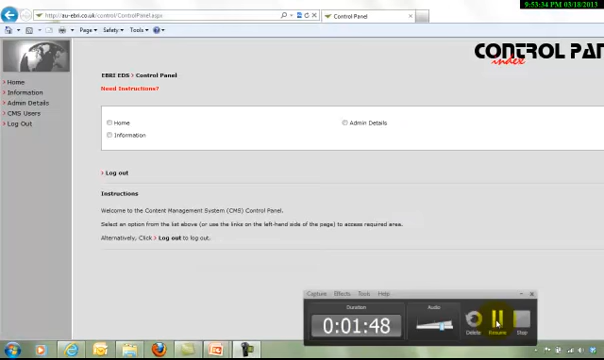 9:53:34 PM 03/18/2013
http://au-ebri.co.uk/control/ControlPanel.aspx
Control Panel
Page Safety Tools
CONTROL PAN
index
Home
Information
Admin Details
CMS Users
Log Out
EBRI EDS > Control Panel
Need Instructions?
Home
Admin Details
Information
> Log out
Instructions
Welcome to the Content Management System (CMS) Control Panel.
Select an option from the list above (or use the links on the left-hand side of the page) to access required area.
Alternatively, Click > Log out to log out.
Capture Effects Tools Help
Duration
0:01:48
Audio
Delete
Resume
Stop